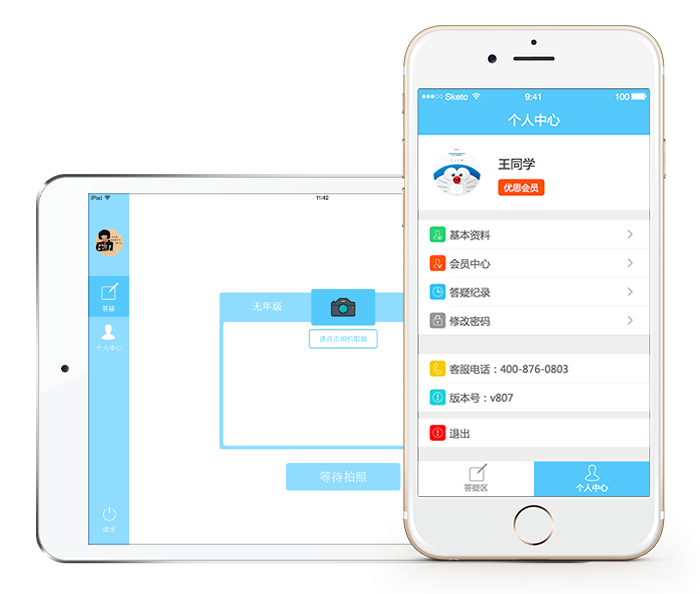 iPad
11:42
答疑
个人中心
退出
无年级
请点击相机取题
等待拍照
Sketc
9:41
100
个人中心
王同学
优思会员
基本资料
会员中心
答疑纪录
修改密码
客服电话：400-876-0803
版本号：v807
退出
答疑区
个人中心